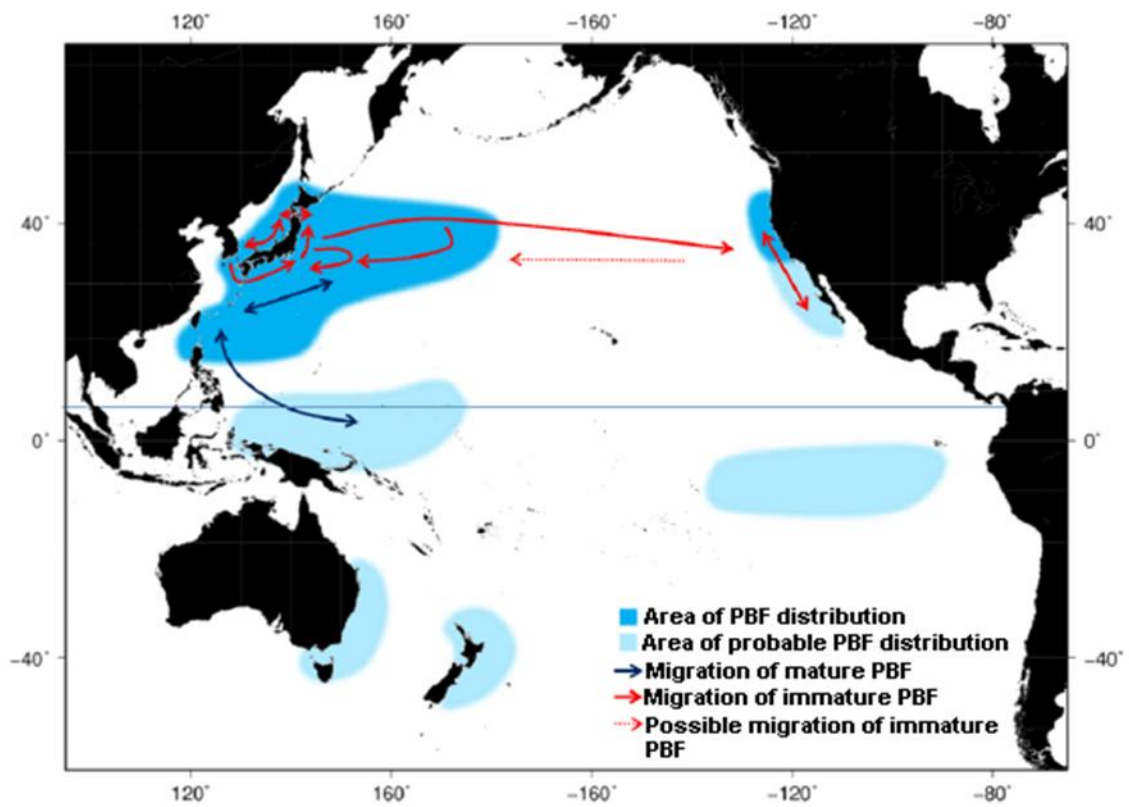 120° 160° −160° −120° −80°
40° 40°
0° 0°
−40° −40°
Area of PBF distribution
Area of probable PBF distribution
Migration of mature PBF
Migration of immature PBF
Possible migration of immature
PBF
120° 160° −160° −120° −80°